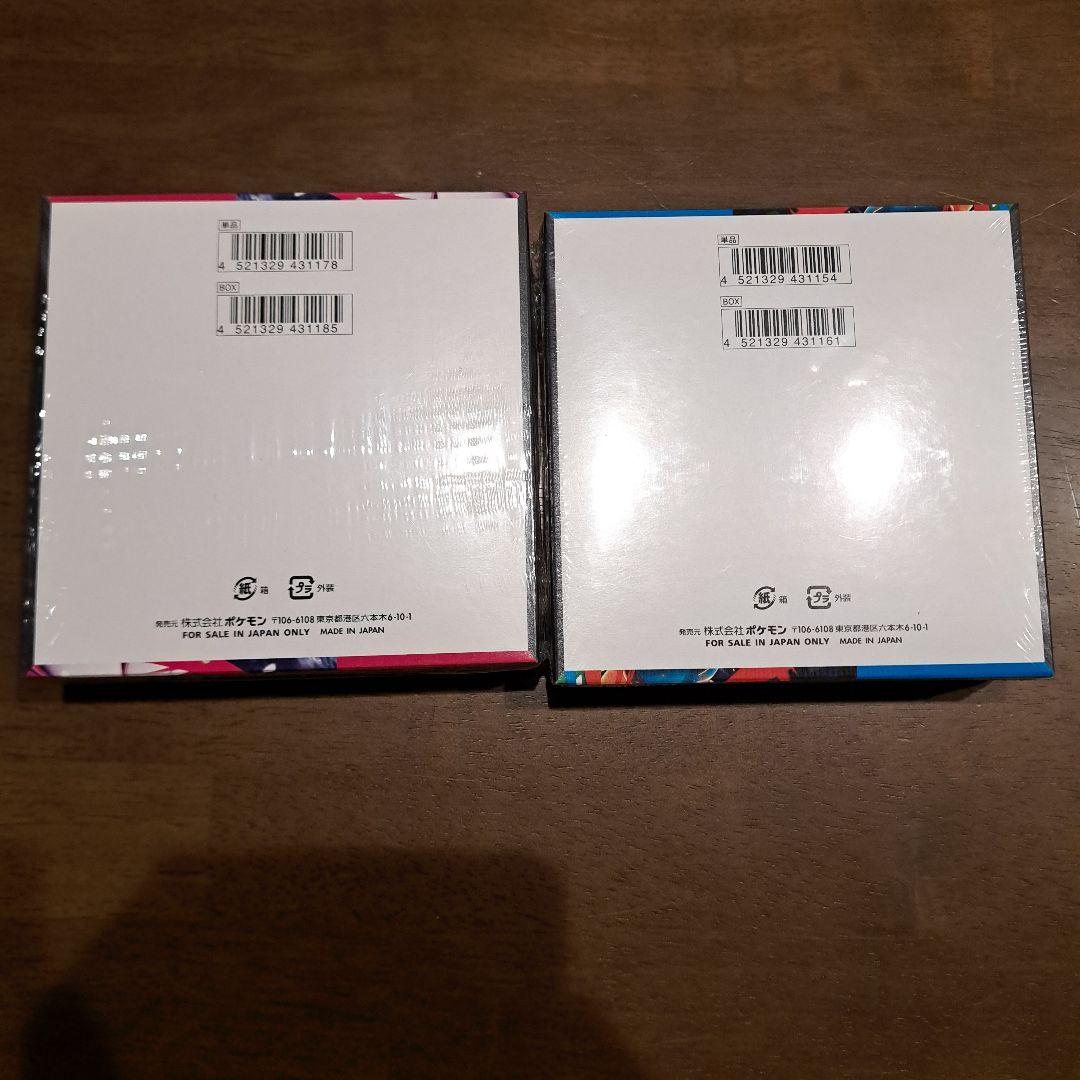 単品
4 521329 431178
BOX
4 521329 431185
紙 箱 プラ 外装
発売元 株式会社 ポケモン 〒106-6108 東京都港区六本木6-10-1
FOR SALE IN JAPAN ONLY MADE IN JAPAN
単品
4 521329 431154
BOX
4 521329 431161
紙 箱 プラ 外装
発売元 株式会社 ポケモン 〒106-6108 東京都港区六本木6-10-1
FOR SALE IN JAPAN ONLY MADE IN JAPAN